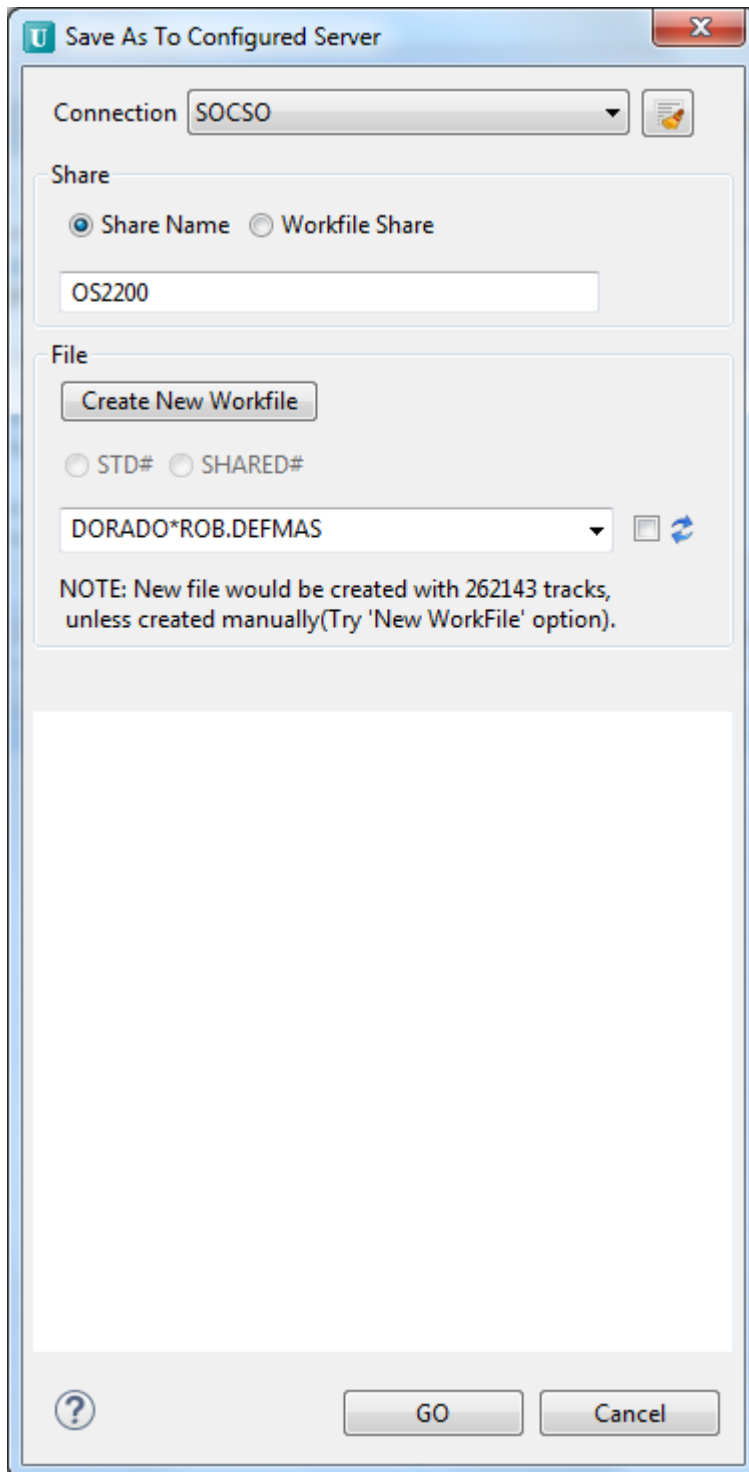 U Save As To Configured Server x
Connection SOCSO
Share
Share Name Workfile Share
OS2200
File
Create New Workfile
STD# SHARED#
DORADO*ROB.DEFMAS
NOTE: New file would be created with 262143 tracks,
unless created manually(Try 'New WorkFile' option).
? GO Cancel